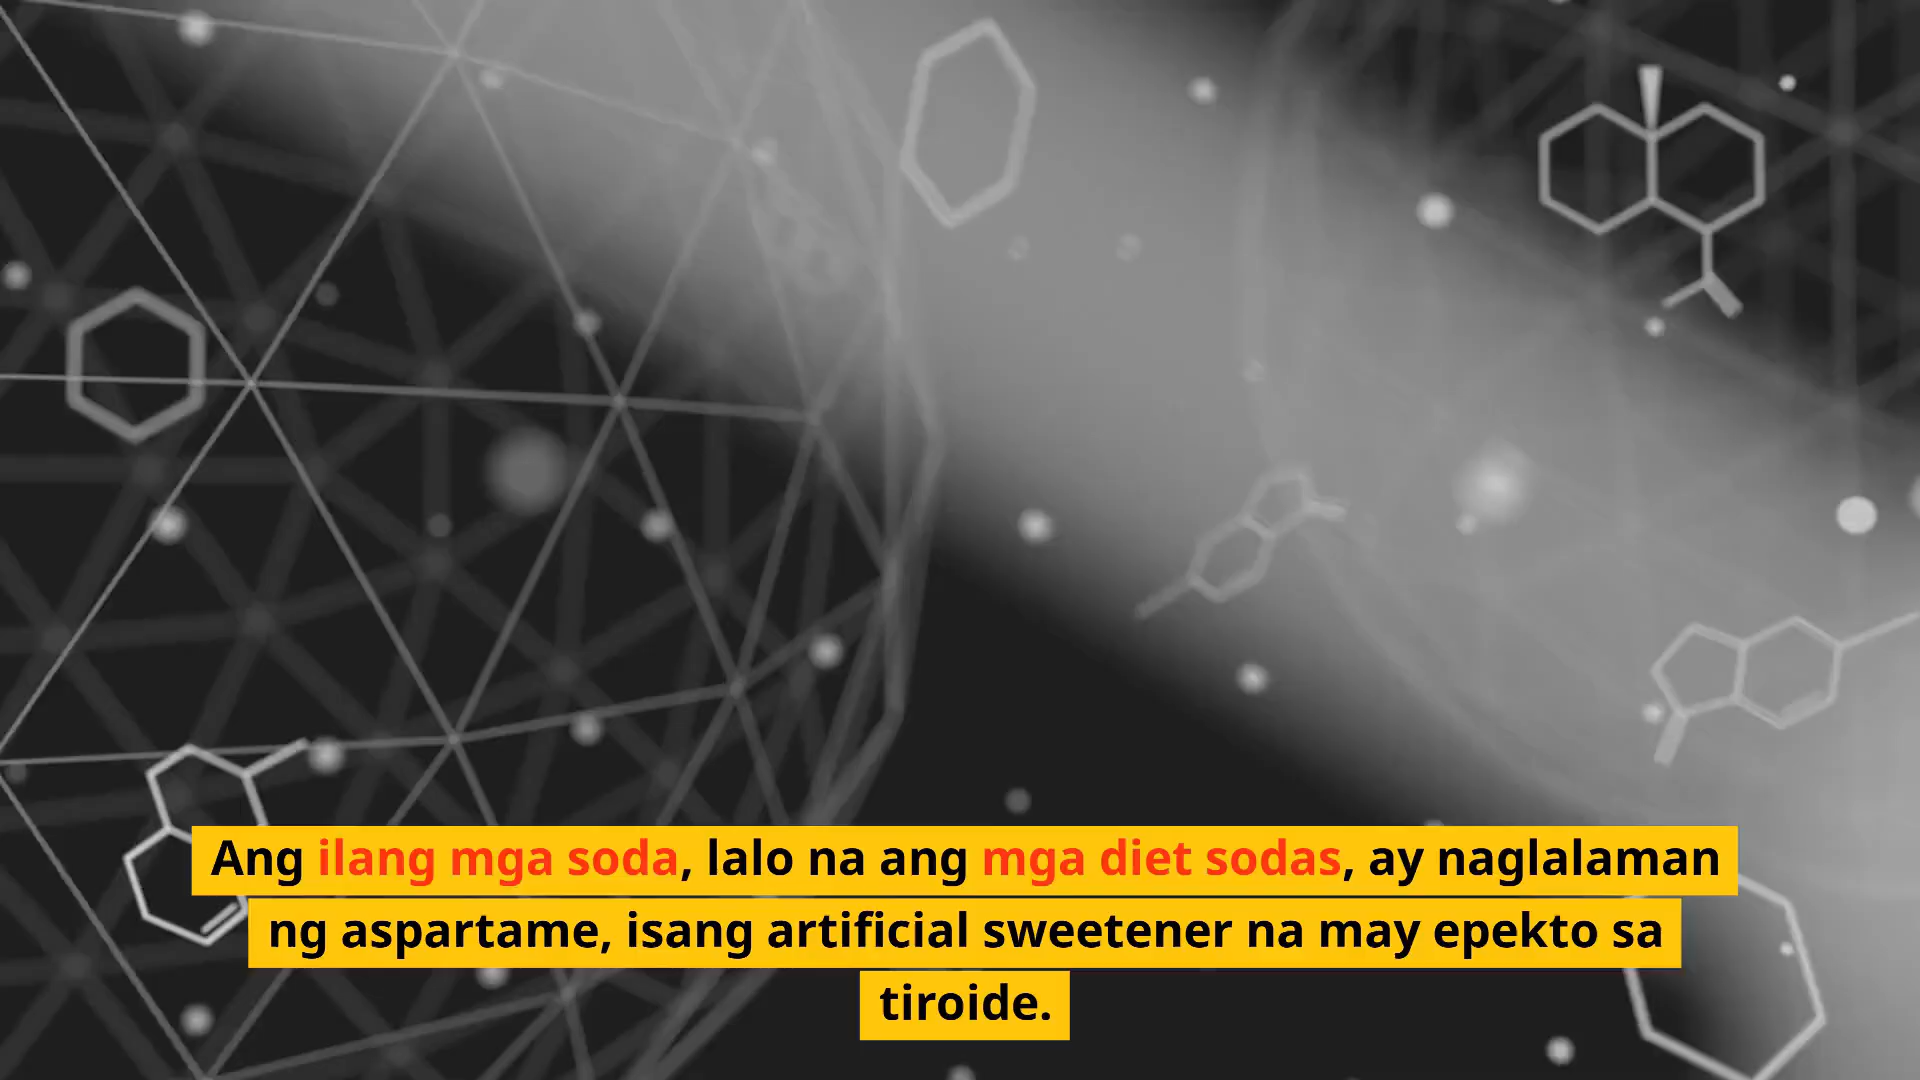 Ang ilang mga soda, lalo na ang mga diet sodas, ay naglalaman
ng aspartame, isang artificial sweetener na may epekto sa
tiroide.